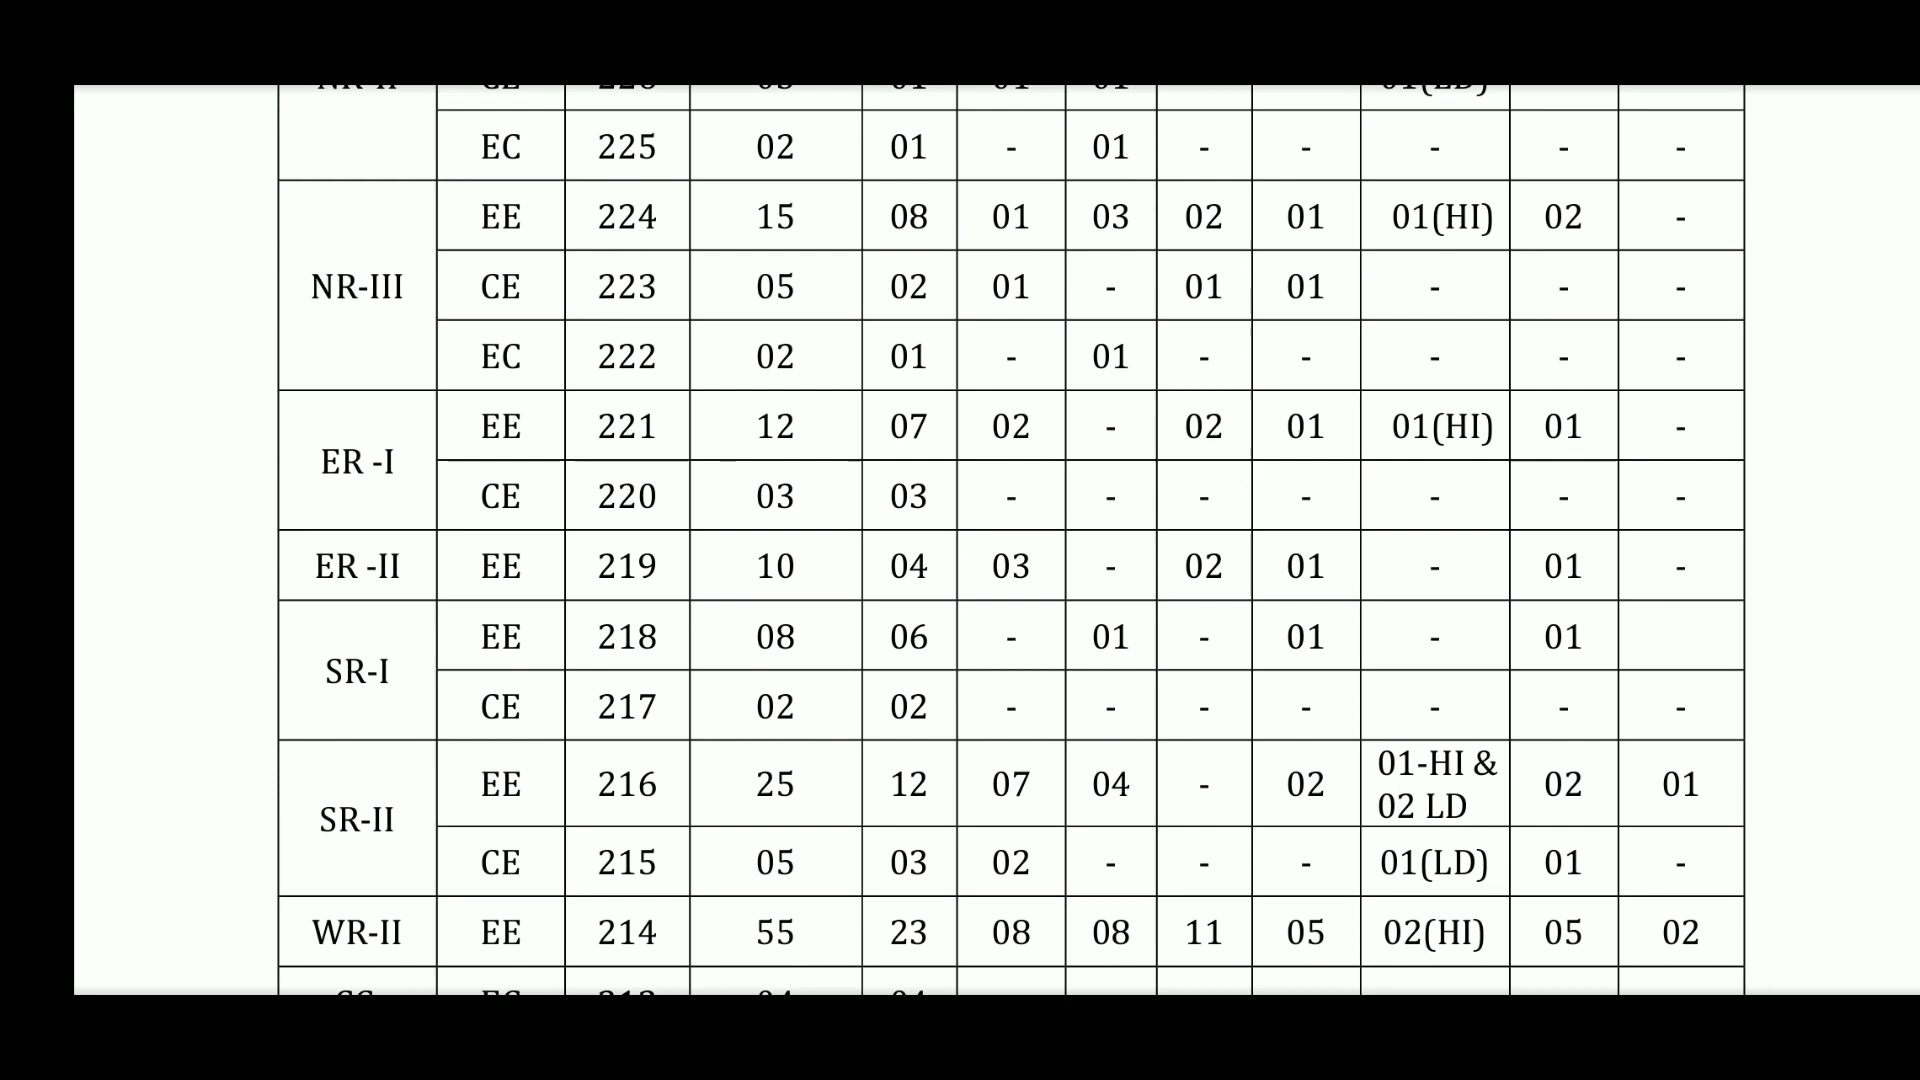 EC 225 02 01 - 01 - - - - -
NR-III
EE 224 15 08 01 03 02 01 01(HI) 02 -
CE 223 05 02 01 - 01 01 - - -
EC 222 02 01 - 01 - - - - -
ER -I
EE 221 12 07 02 - 02 01 01(HI) 01 -
CE 220 03 03 - - - - - - -
ER -II EE 219 10 04 03 - 02 01 - 01 -
SR-I
EE 218 08 06 - 01 - 01 - 01
CE 217 02 02 - - - - - - -
SR-II
EE 216 25 12 07 04 - 02 01-HI & 02 LD 02 01
CE 215 05 03 02 - - - 01(LD) 01 -
WR-II EE 214 55 23 08 08 11 05 02(HI) 05 02